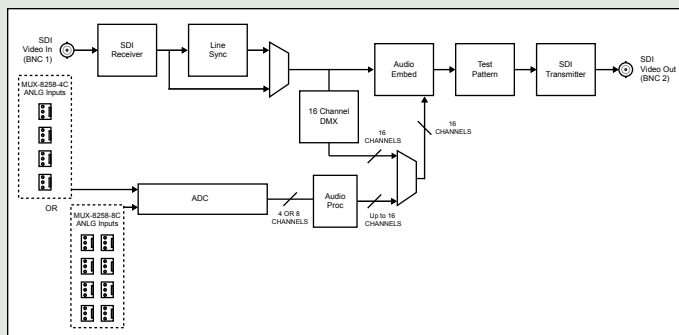 SDI
Video In
(BNC 1)
SDI
Receiver
Line
Sync
Audio
Embed
Test
Pattern
SDI
Transmitter
SDI
Video Out
(BNC 2)
MUX-8258-4C
ANLG Inputs
16 Channel
DMX
16
CHANNELS
16
CHANNELS
OR
ADC
4 OR 8
CHANNELS
Audio
Proc
Up to 16
CHANNELS
MUX-8258-8C
ANLG Inputs